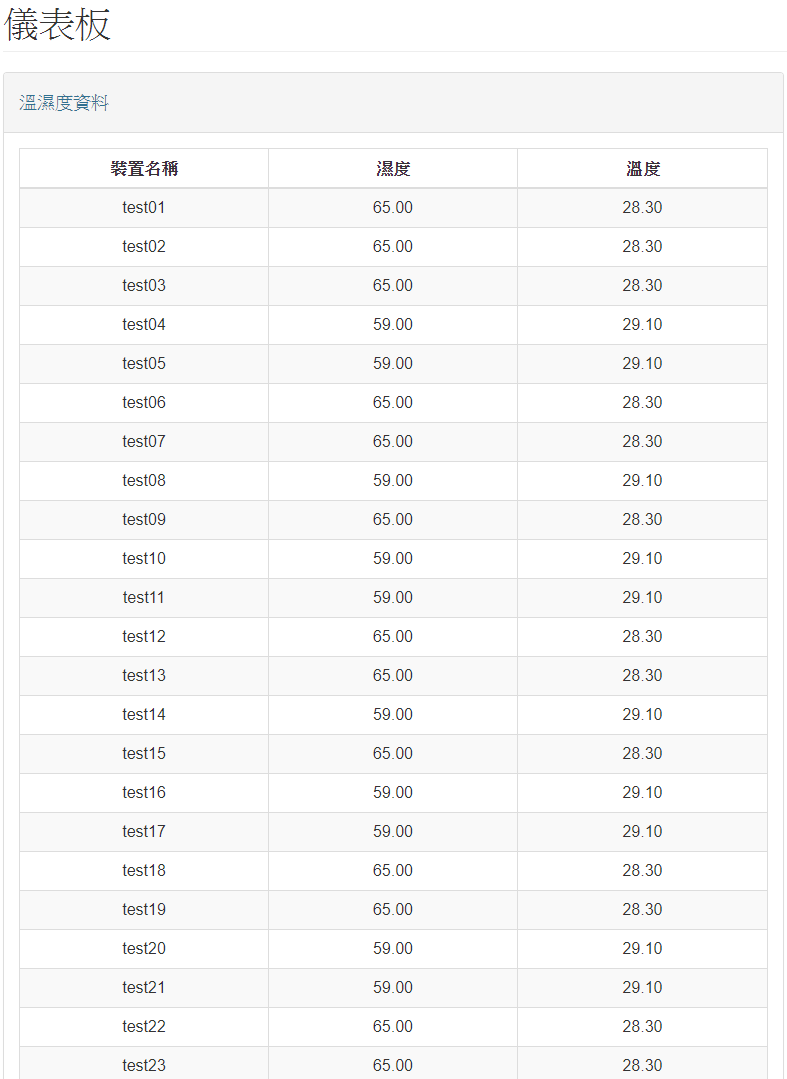 儀表板
溫濕度資料
裝置名稱 濕度 溫度
test01 65.00 28.30
test02 65.00 28.30
test03 65.00 28.30
test04 59.00 29.10
test05 59.00 29.10
test06 65.00 28.30
test07 65.00 28.30
test08 59.00 29.10
test09 65.00 28.30
test10 59.00 29.10
test11 59.00 29.10
test12 65.00 28.30
test13 65.00 28.30
test14 59.00 29.10
test15 65.00 28.30
test16 59.00 29.10
test17 59.00 29.10
test18 65.00 28.30
test19 65.00 28.30
test20 59.00 29.10
test21 59.00 29.10
test22 65.00 28.30
test23 65.00 28.30